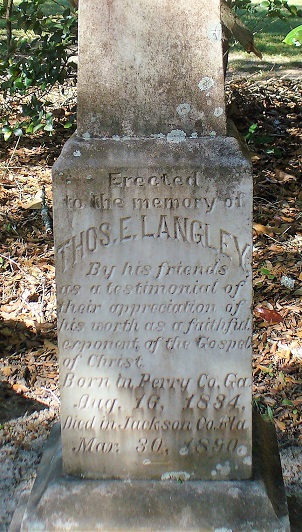 Erected
to the memory of
THOS. E. LANGLEY,
By his friends
as a testimonial of
their appreciation of
his worth as a faithful
exponent of the Gospel
of Christ.
Born in Perry Co. Ga.
Aug. 16, 1834,
Died in Jackson Co. Fla.
Mar. 30, 1890.